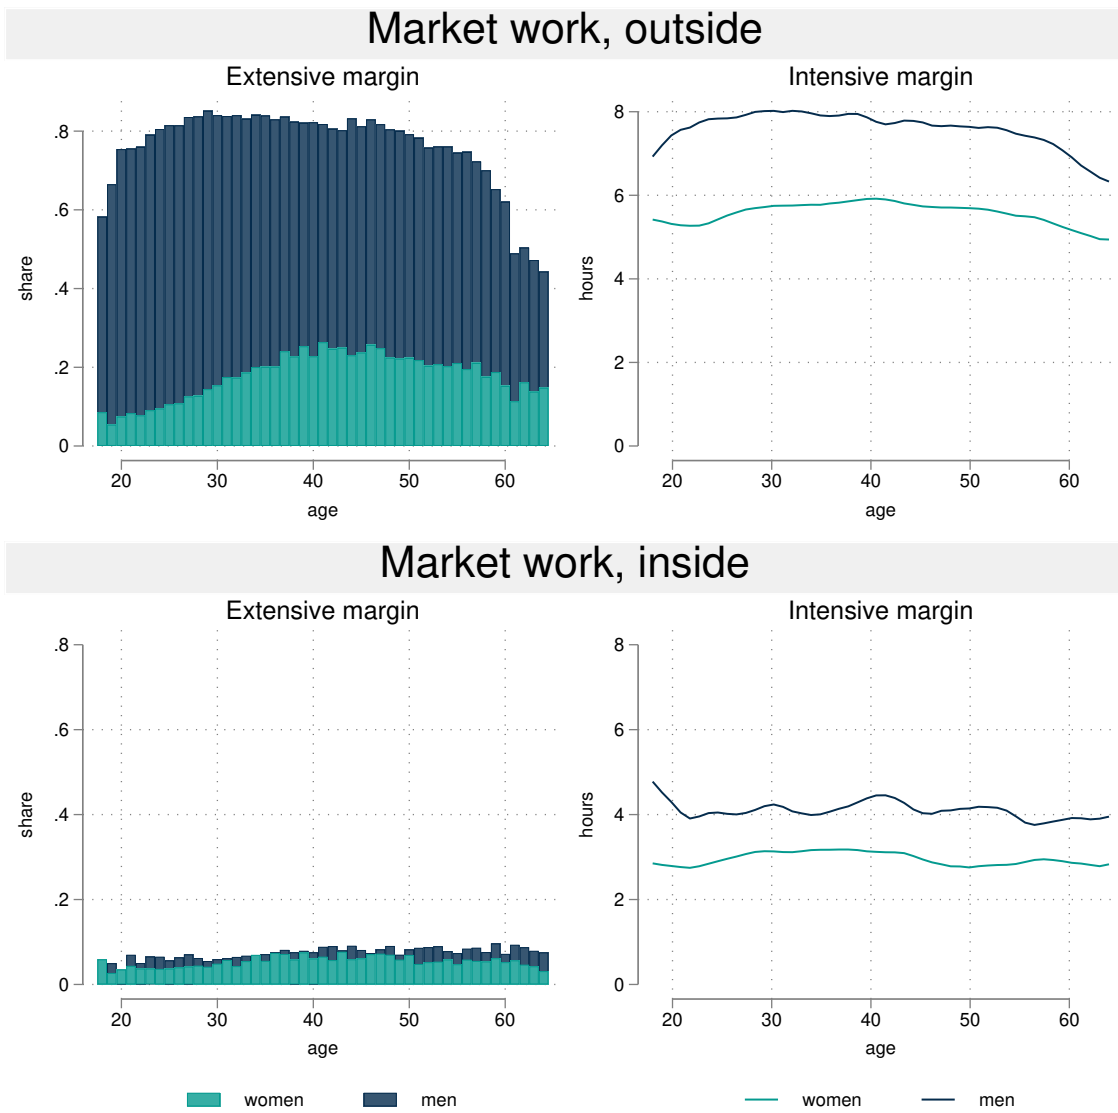 Market work, outside
Extensive margin
Intensive margin
.8
.6
.4
.2
0
share
20 30 40 50 60
age
8
6
4
2
0
hours
20 30 40 50 60
age
Market work, inside
Extensive margin
Intensive margin
.8
.6
.4
.2
0
share
20 30 40 50 60
age
8
6
4
2
0
hours
20 30 40 50 60
age
women men
women men